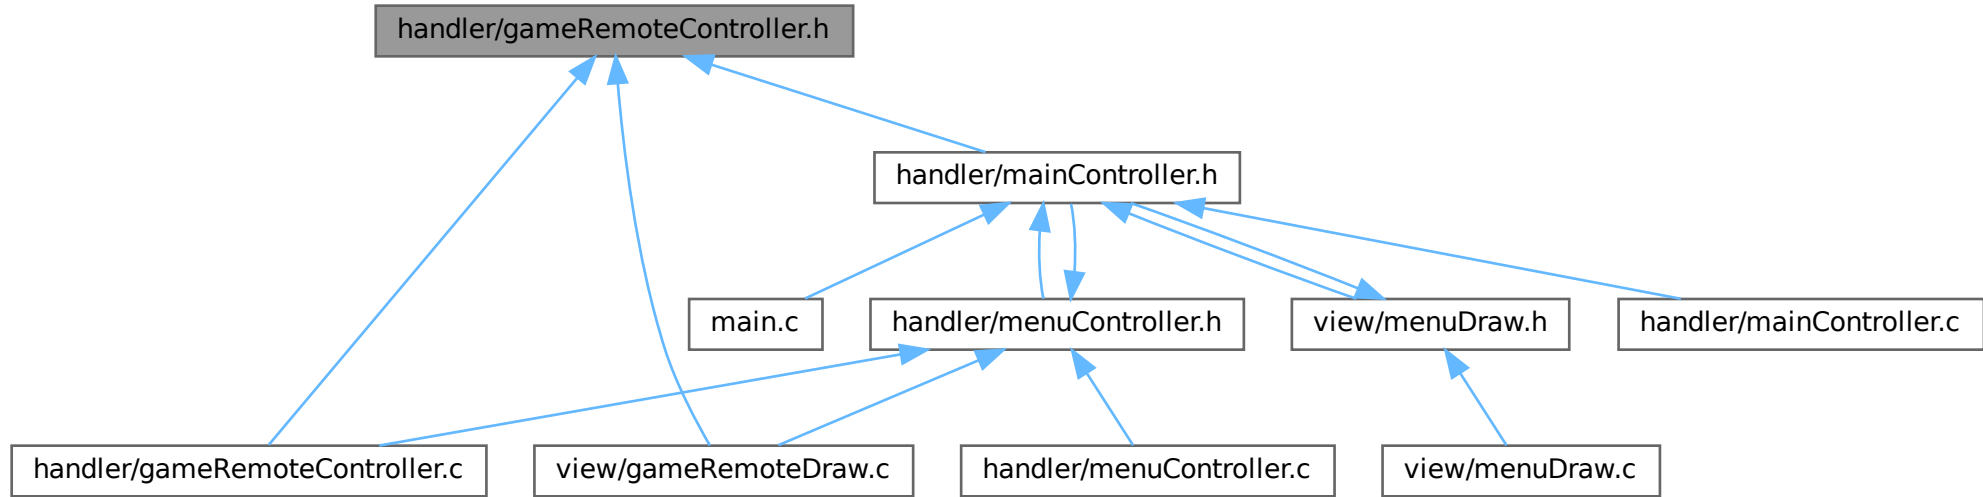 handler/gameRemoteController.h
handler/mainController.h
main.c
handler/menuController.h
view/menuDraw.h
handler/mainController.c
handler/gameRemoteController.c
view/gameRemoteDraw.c
handler/menuController.c
view/menuDraw.c